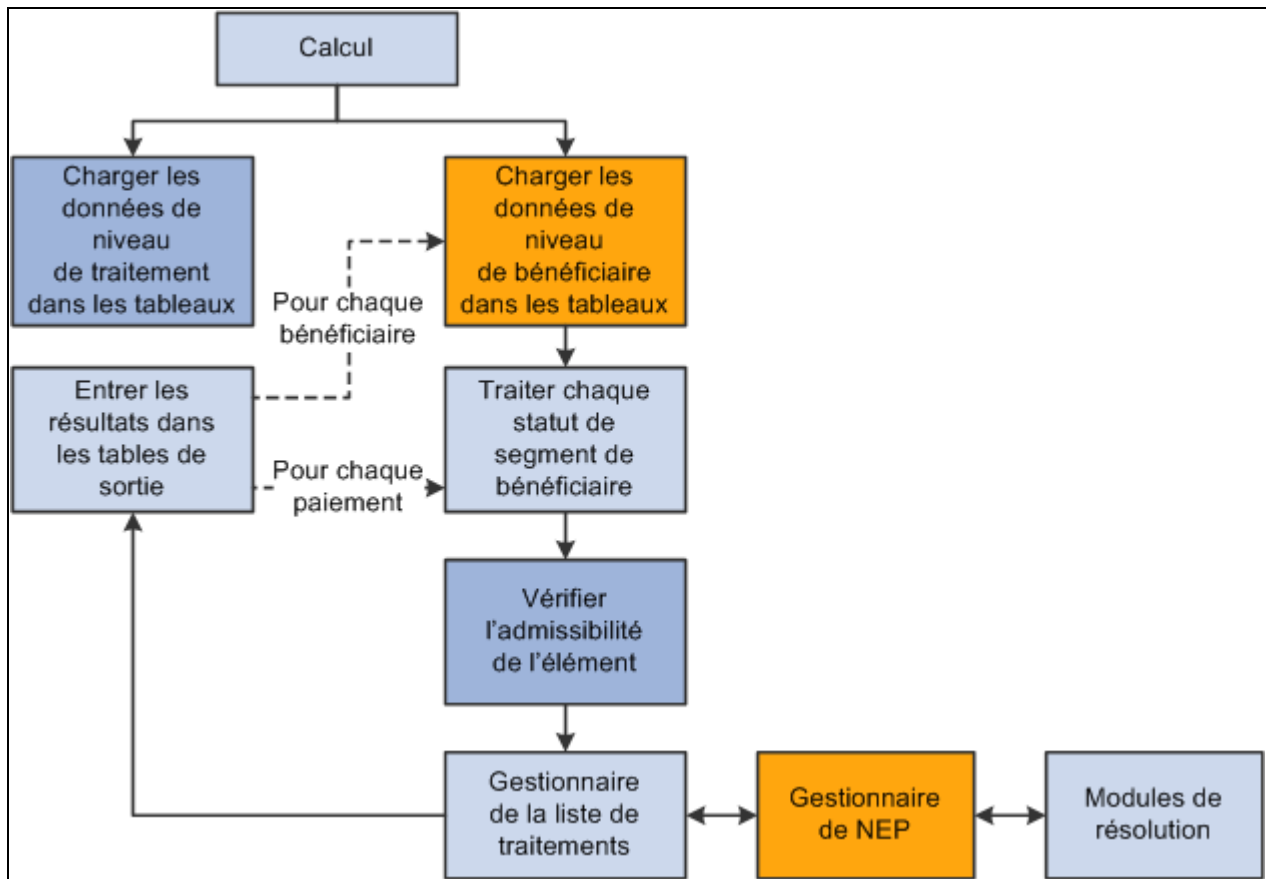 Calcul
Charger les
données de
niveau
de traitement
dans les tableaux
Charger les
données de
niveau
de bénéficiaire
dans les tableaux
Pour chaque
bénéficiaire
Entrer les
résultats dans
les tables de
sortie
Pour chaque
paiement
Traiter chaque
statut de
segment de
bénéficiaire
Vérifier
l'admissibilité
de l'élément
Gestionnaire
de la liste de
traitements
Gestionnaire
de NEP
Modules de
résolution